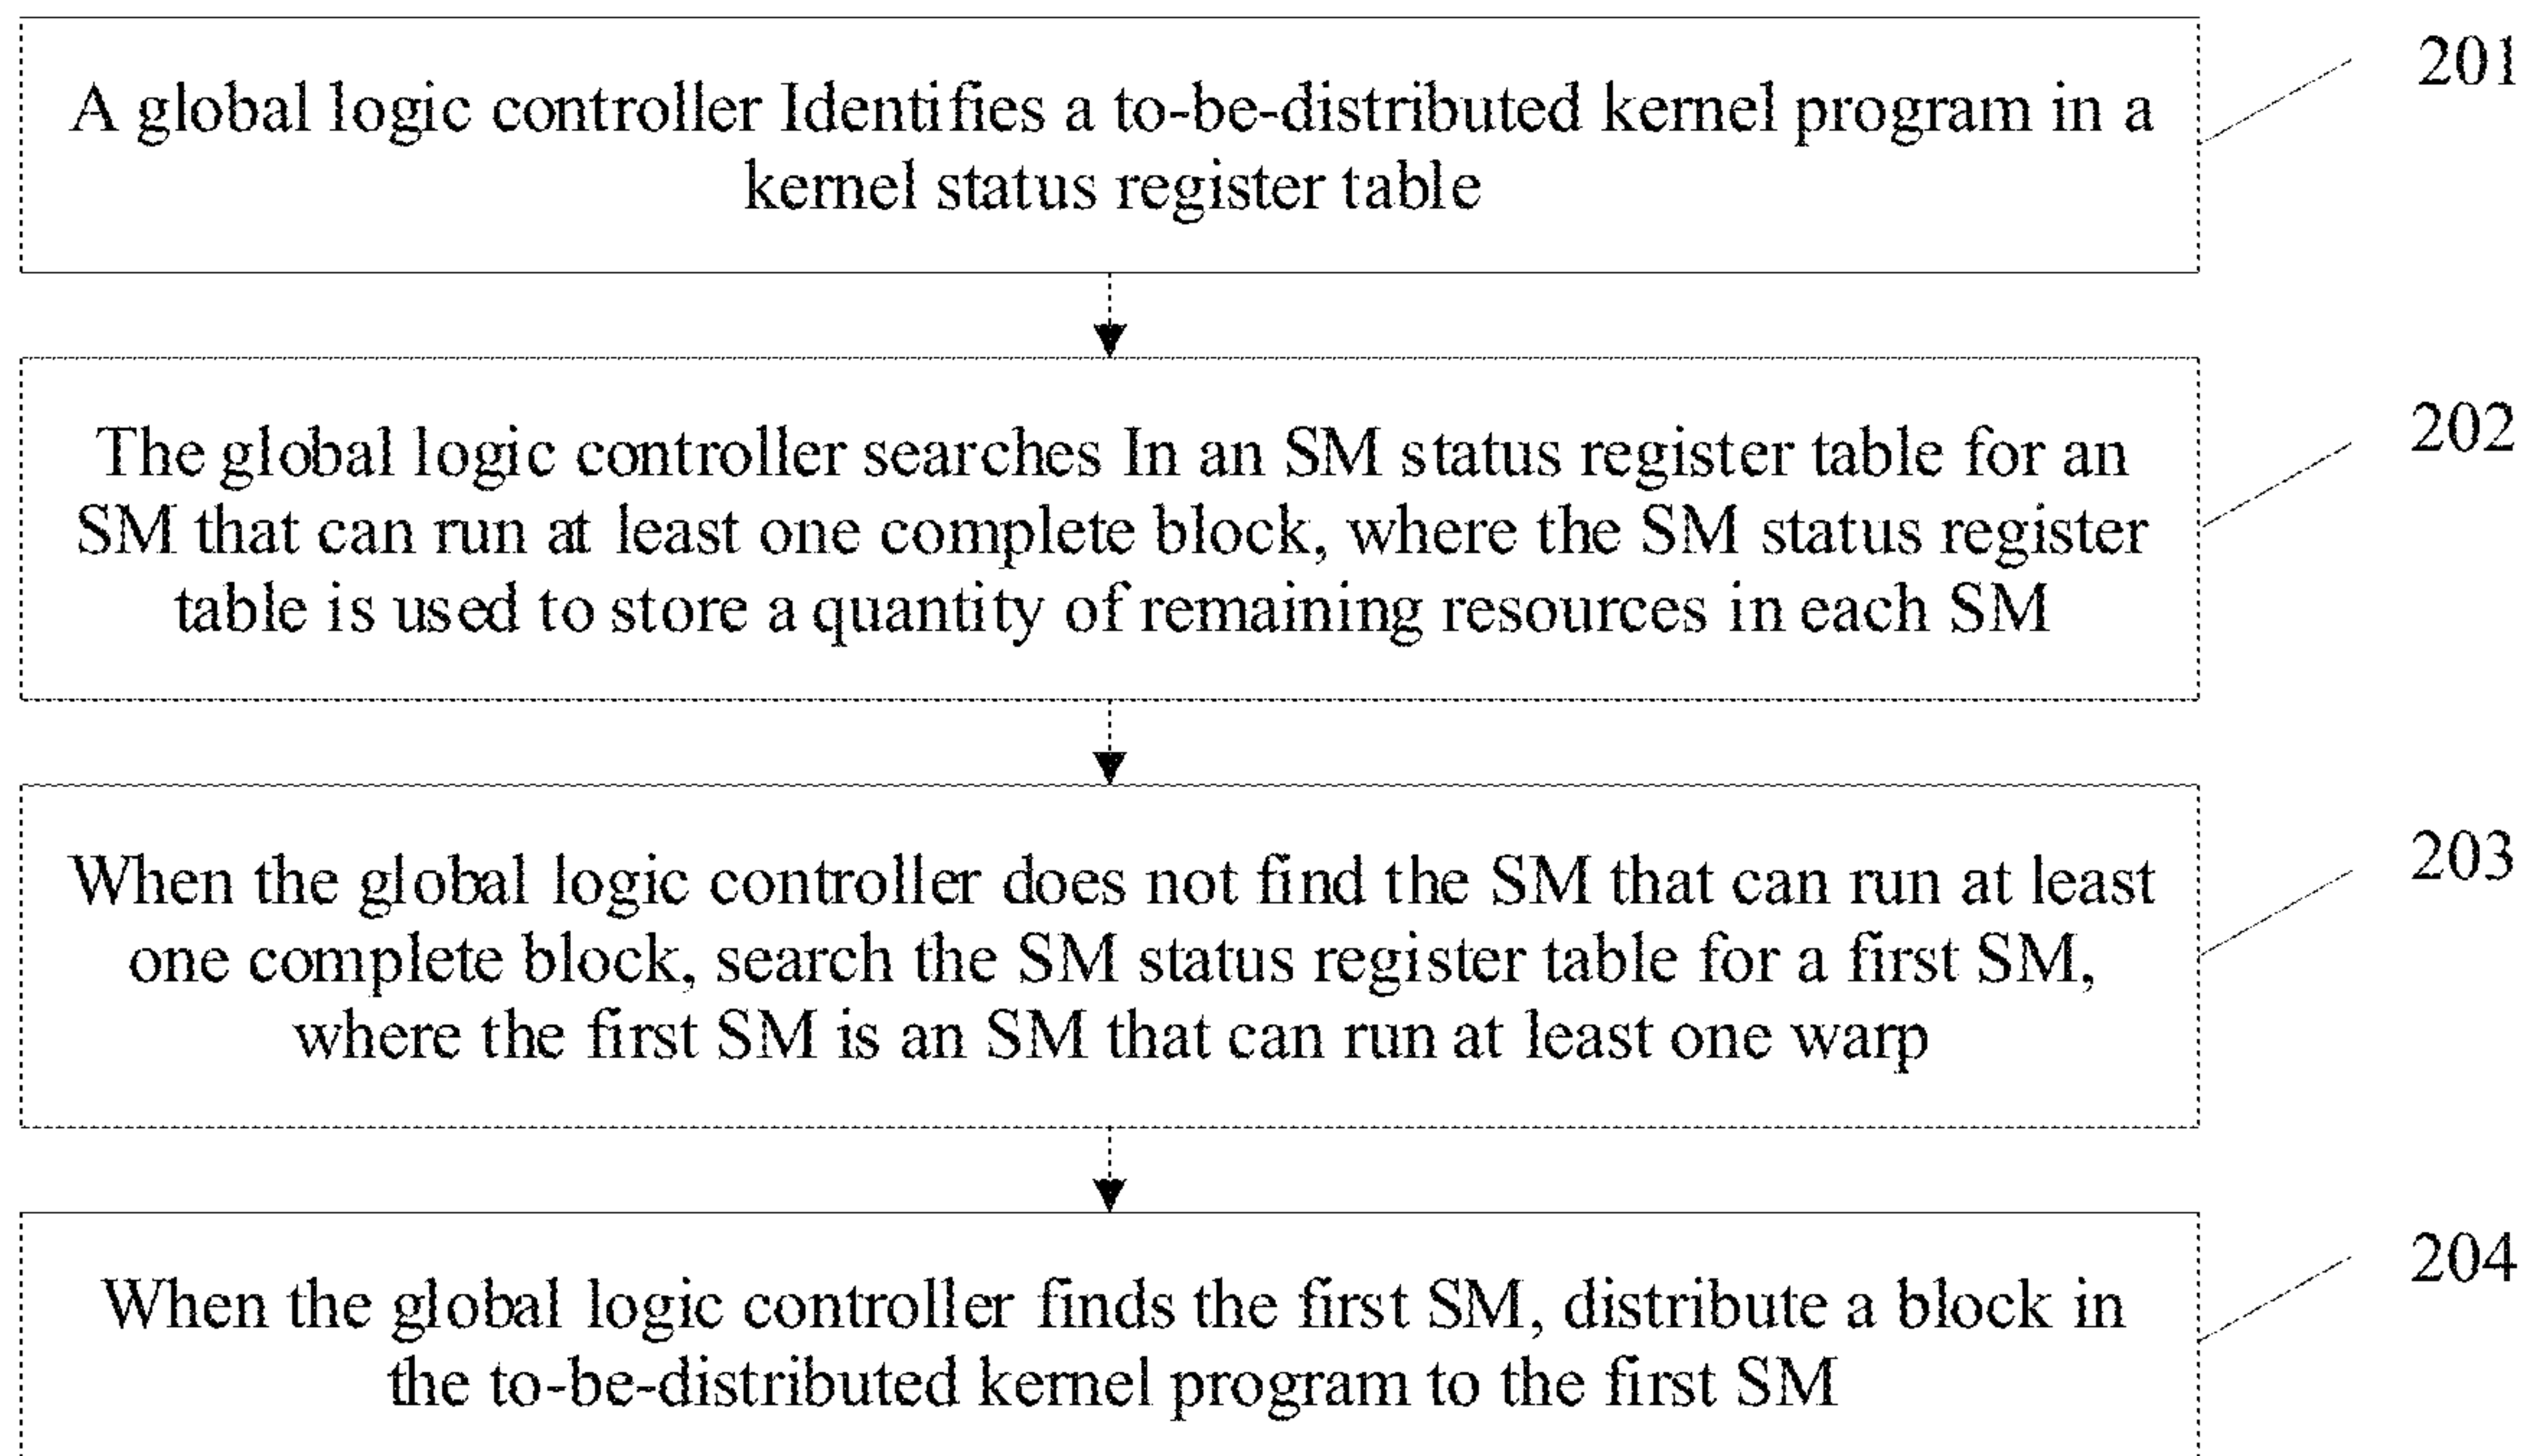 A global logic controller Identifies a to-be-distributed kernel program in a
kernel status register table
201
The global logic controller searches In an SM status register table for an
SM that can run at least one complete block, where the SM status register
table is used to store a quantity of remaining resources in each SM
202
When the global logic controller does not find the SM that can run at least
one complete block, search the SM status register table for a first SM,
where the first SM is an SM that can run at least one warp
203
When the global logic controller finds the first SM, distribute a block in
the to-be-distributed kernel program to the first SM
204